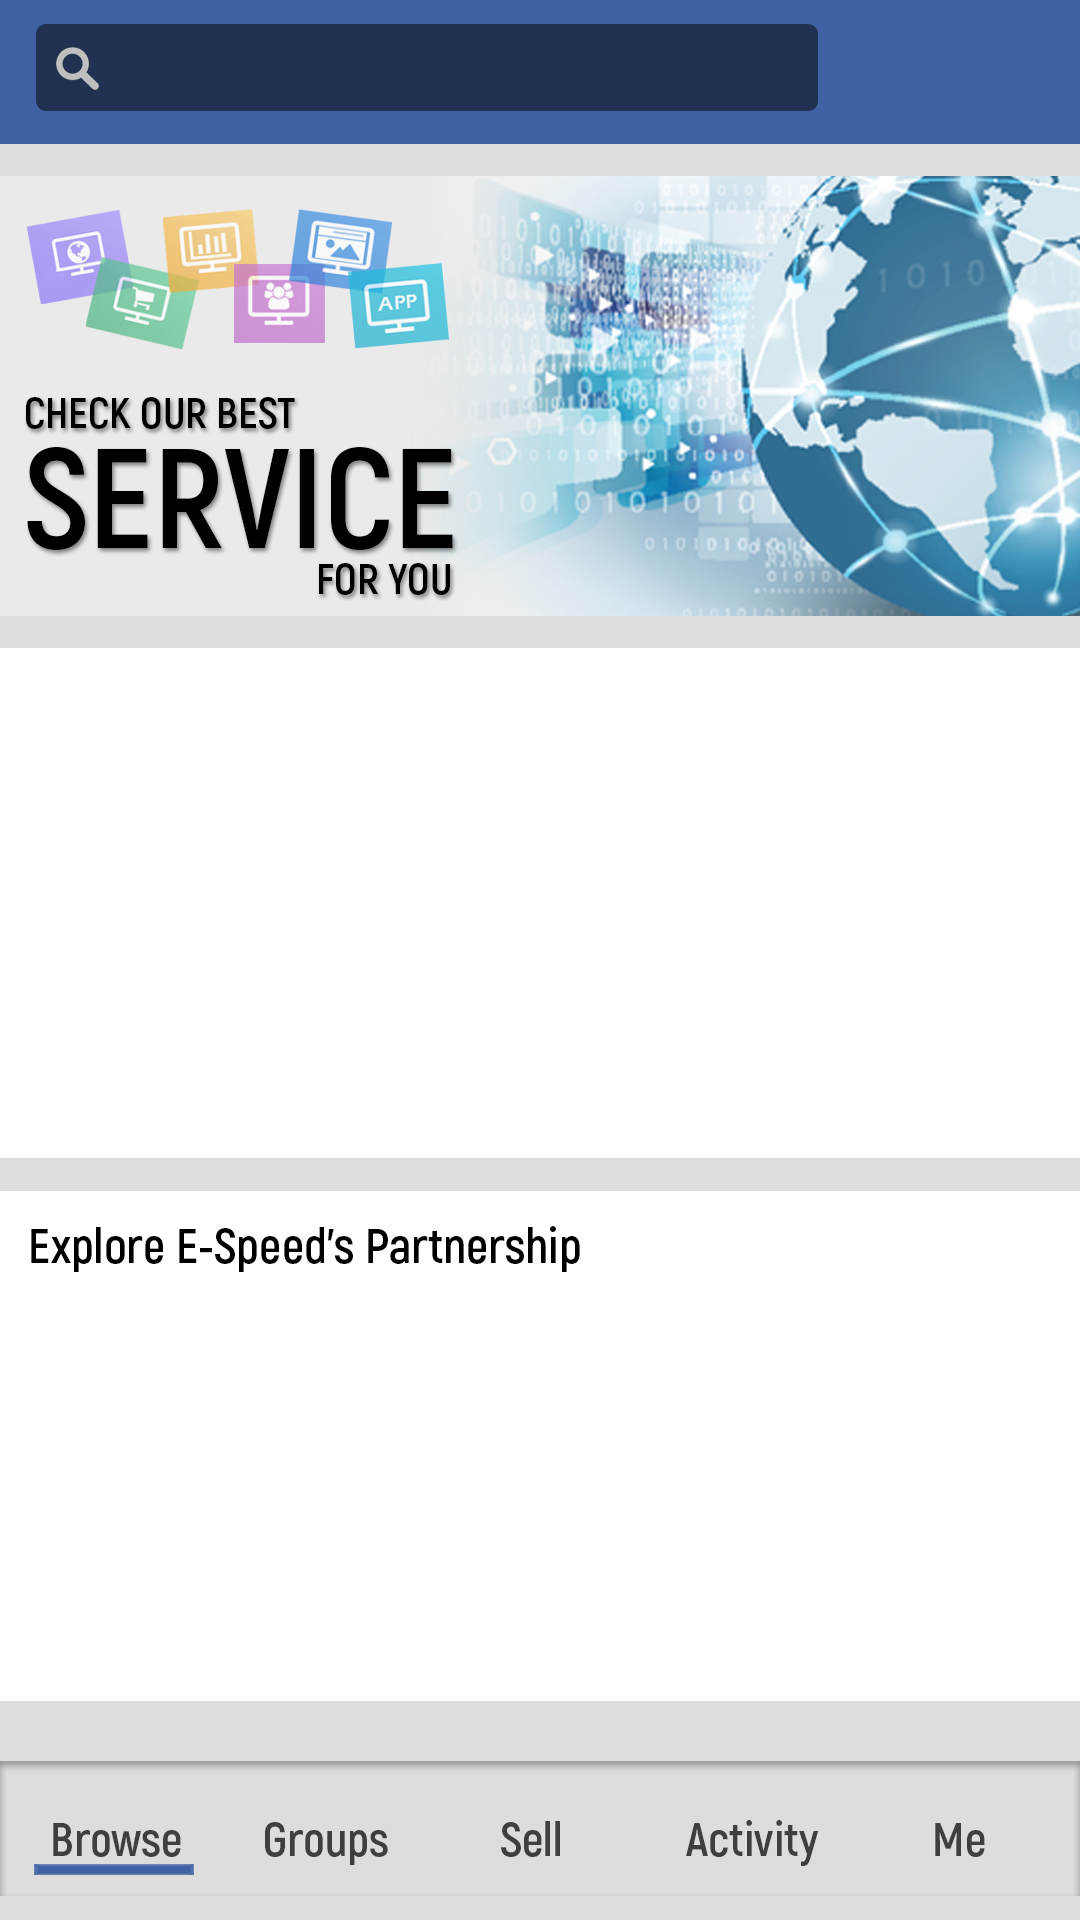 APP
CHECK OUR BEST
SERVICE
FOR YOU
Explore E-Speed's Partnership
Browse Groups Sell Activity Me